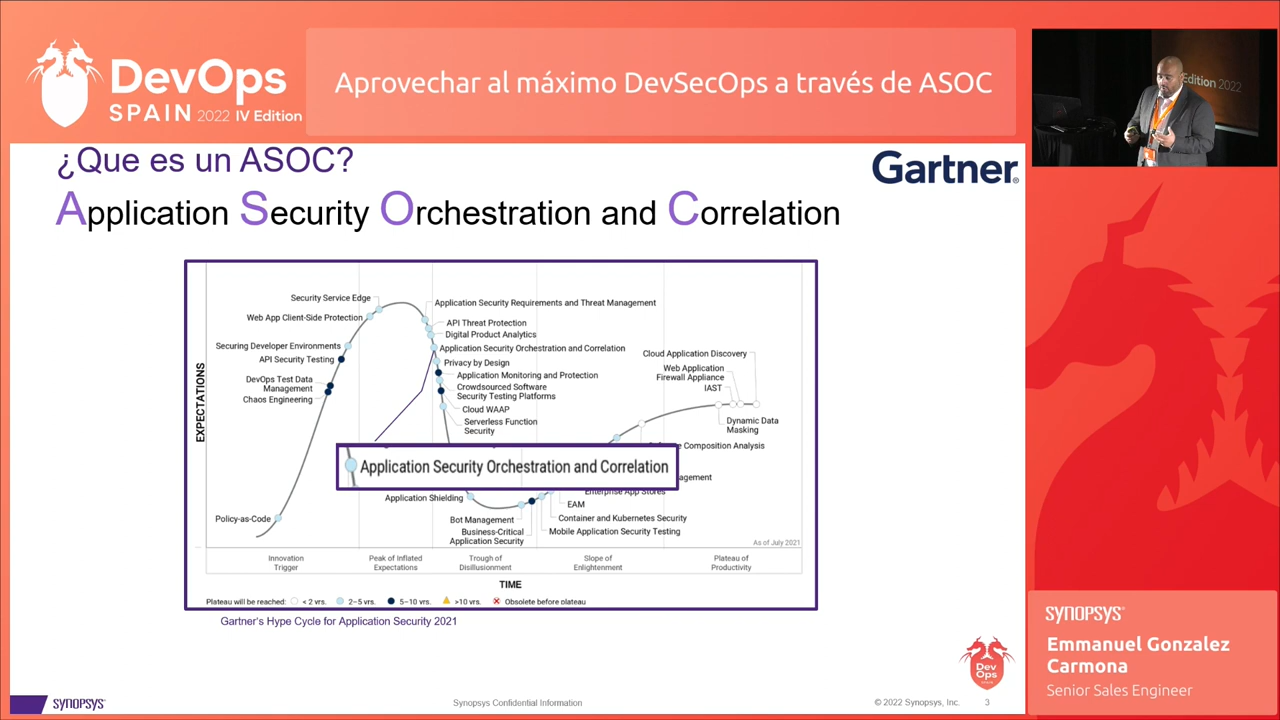 DevOps
SPAIN 2022 IV Edition
Aprovechar al máximo DevSecOps a través de ASOC
Edition 2022
¿Que es un ASOC?
Gartner®
Application Security Orchestration and Correlation
EXPECTATIONS
Security Service Edge
Web App Client-Side Protection
Securing Developer Environments
API Security Testing
DevOps Test Data
Management
Chaos Engineering
Policy-as-Code
Application Security Requirements and Threat Management
API Threat Protection
Digital Product Analytics
Application Security Orchestration and Correlation
Privacy by Design
Application Monitoring and Protection
Crowdsourced Software
Security Testing Platforms
Cloud WAAP
Serverless Function
Security
Application Security Orchestration and Correlation
Application Shielding
Bot Management
Business-Critical
Application Security
Mobile Application Security Testing
Container and Kubernetes Security
EAM
Enterprise App Stores
Composition Analysis
Cloud Application Discovery
Web Application
Firewall Appliance
IAST
Dynamic Data
Masking
As of July 2021
Innovation
Trigger
Peak of Inflated
Expectations
Trough of
Disillusionment
Slope of
Enlightenment
Plateau of
Productivity
TIME
Plateau will be reached: < 2 yrs. 2–5 yrs. 5–10 yrs. >10 yrs. Obsolete before plateau
Gartner's Hype Cycle for Application Security 2021
SYNOPSYS®
Emmanuel Gonzalez
Carmona
Senior Sales Engineer
Dev
Ops
SYNOPSYS®
Synopsys Confidential Information
© 2022 Synopsys, Inc. 3